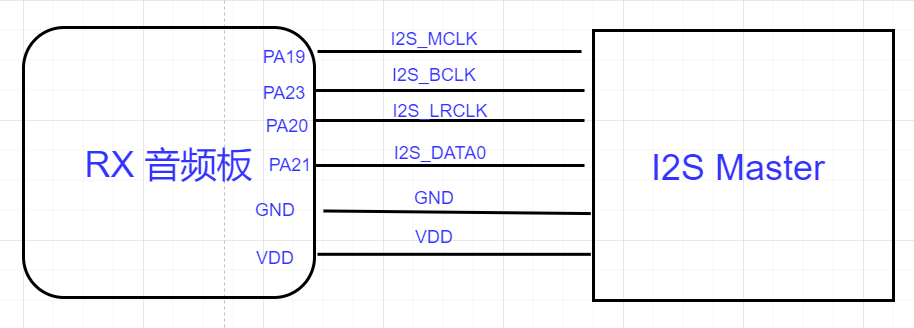 I2S_MCLK
PA19
I2S_BCLK
PA23
I2S_LRCLK
PA20
I2S_DATA0
RX 音频板
PA21
I2S Master
GND
GND
VDD
VDD